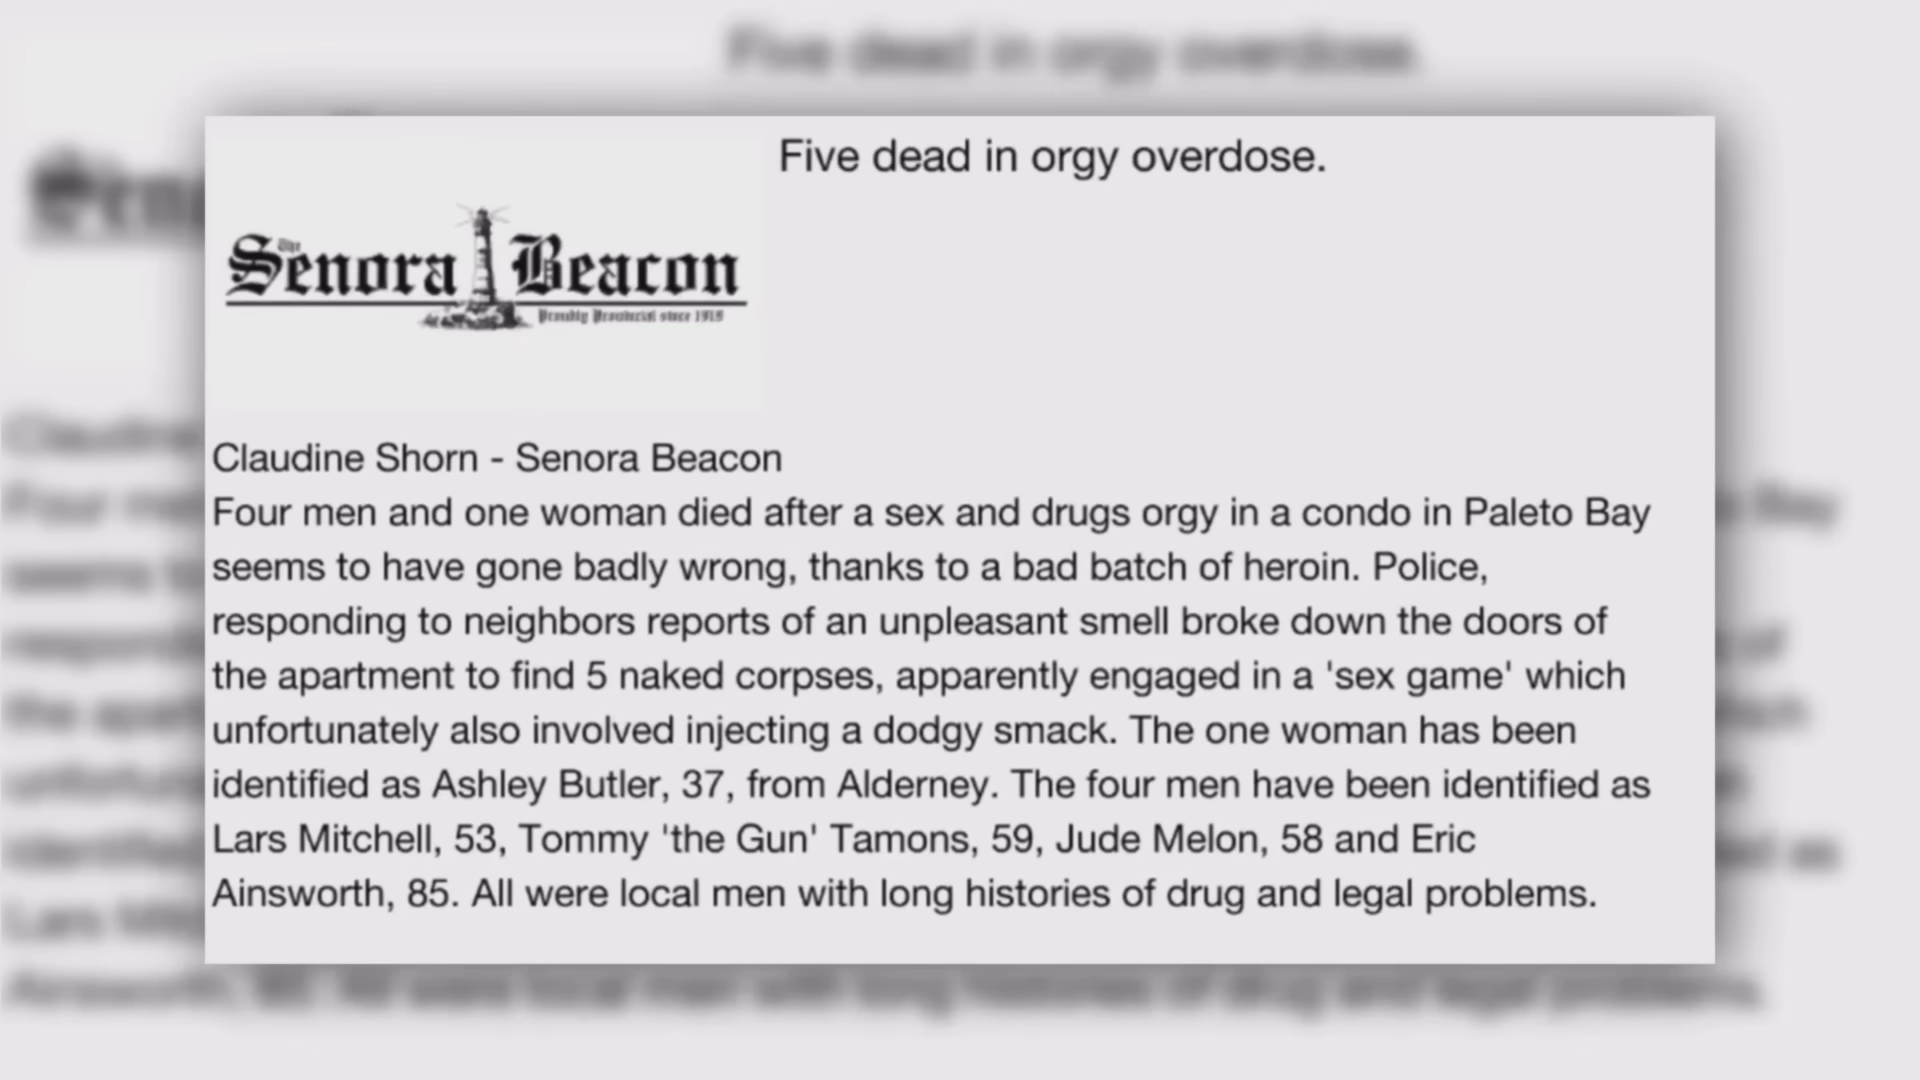 Five dead in orgy overdose.
The
Senora Beacon
Proudly Provincial since 1919
Claudine Shorn - Senora Beacon
Four men and one woman died after a sex and drugs orgy in a condo in Paleto Bay
seems to have gone badly wrong, thanks to a bad batch of heroin. Police,
responding to neighbors reports of an unpleasant smell broke down the doors of
the apartment to find 5 naked corpses, apparently engaged in a 'sex game' which
unfortunately also involved injecting a dodgy smack. The one woman has been
identified as Ashley Butler, 37, from Alderney. The four men have been identified as
Lars Mitchell, 53, Tommy 'the Gun' Tamons, 59, Jude Melon, 58 and Eric
Ainsworth, 85. All were local men with long histories of drug and legal problems.